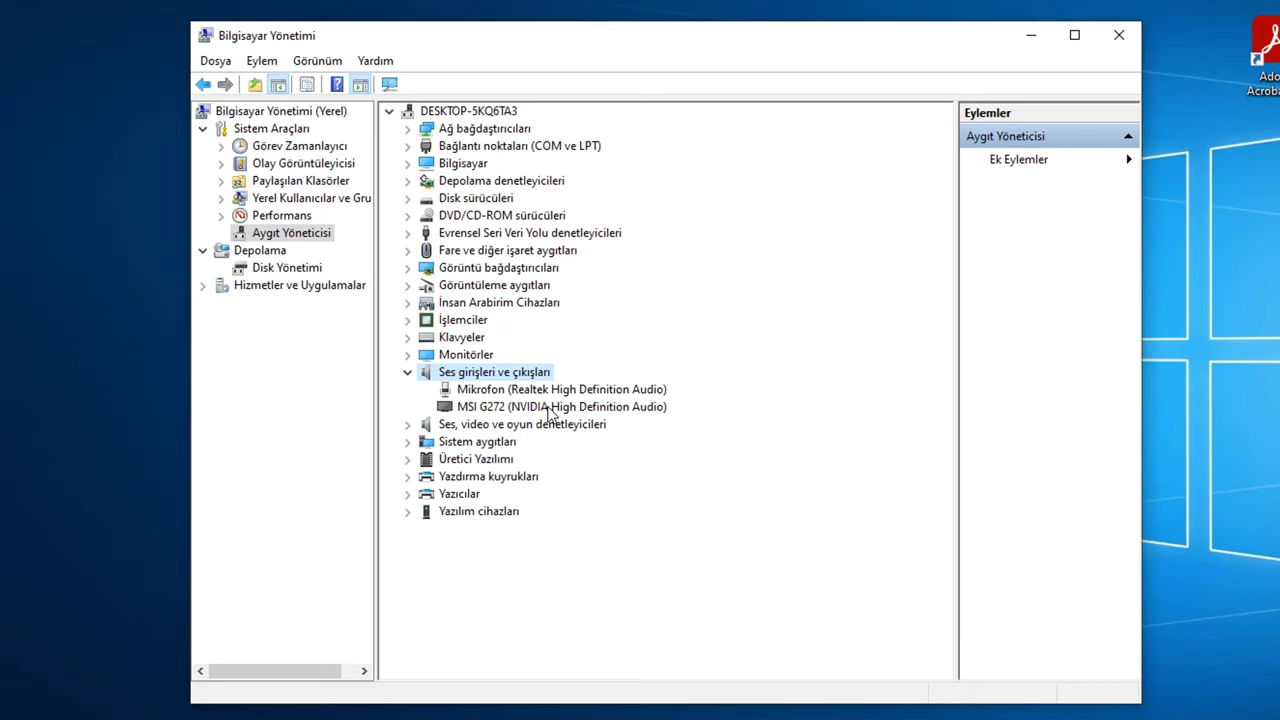 Bilgisayar Yönetimi
Dosya Eylem Görünüm Yardım
Bilgisayar Yönetimi (Yerel)
Sistem Araçları
Görev Zamanlayıcı
Olay Görüntüleyicisi
Paylaşılan Klasörler
Yerel Kullanıcılar ve Gru
Performans
Aygıt Yöneticisi
Depolama
Disk Yönetimi
Hizmetler ve Uygulamalar
DESKTOP-5KQ6TA3
Ağ bağdaştırıcıları
Bağlantı noktaları (COM ve LPT)
Bilgisayar
Depolama denetleyicileri
Disk sürücüleri
DVD/CD-ROM sürücüleri
Evrensel Seri Veri Yolu denetleyicileri
Fare ve diğer işaret aygıtları
Görüntü bağdaştırıcıları
Görüntüleme aygıtları
İnsan Arabirim Cihazları
İşlemciler
Klavyeler
Monitörler
Ses girişleri ve çıkışları
Mikrofon (Realtek High Definition Audio)
MSI G272 (NVIDIA High Definition Audio)
Ses, video ve oyun denetleyicileri
Sistem aygıtları
Üretici Yazılımı
Yazdırma kuyrukları
Yazıcılar
Yazılım cihazları
Eylemler
Aygıt Yöneticisi
Ek Eylemler
Ado
Acroba